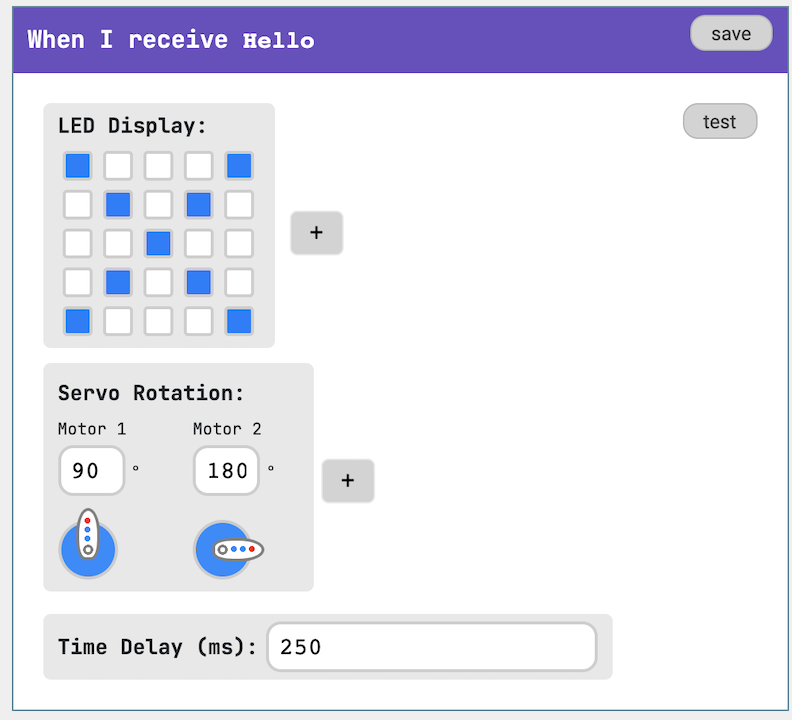 When I receive Hello
save
LED Display:
test
+
Servo Rotation:
Motor 1 Motor 2
90 ° 180 °
+
Time Delay (ms): 250